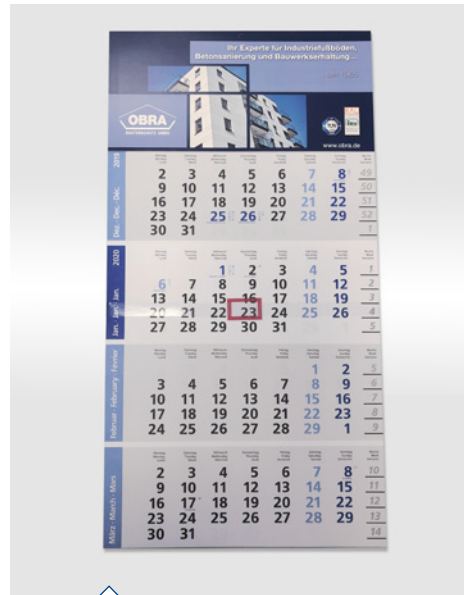 Ihr Experte für Industriefußböden,
Betonsanierung und Bauwerkserhaltung...
OBRA
www.obra.de
Dez. · Dec. · Déc. 2019
2 3 4 5 6 7 8 49
9 10 11 12 13 14 15 50
16 17 18 19 20 21 22 51
23 24 25 26 27 28 29 52
30 31 1
Jan. · Jan. · Jan. 2020
1 2 3 4 5 1
6 7 8 9 10 11 12 2
13 14 15 16 17 18 19 3
20 21 22 23 24 25 26 4
27 28 29 30 31 5
Februar · February · Février
1 2 5
3 4 5 6 7 8 9 6
10 11 12 13 14 15 16 7
17 18 19 20 21 22 23 8
24 25 26 27 28 29 1 9
März · March · Mars
2 3 4 5 6 7 8 10
9 10 11 12 13 14 15 11
16 17 18 19 20 21 22 12
23 24 25 26 27 28 29 13
30 31 14